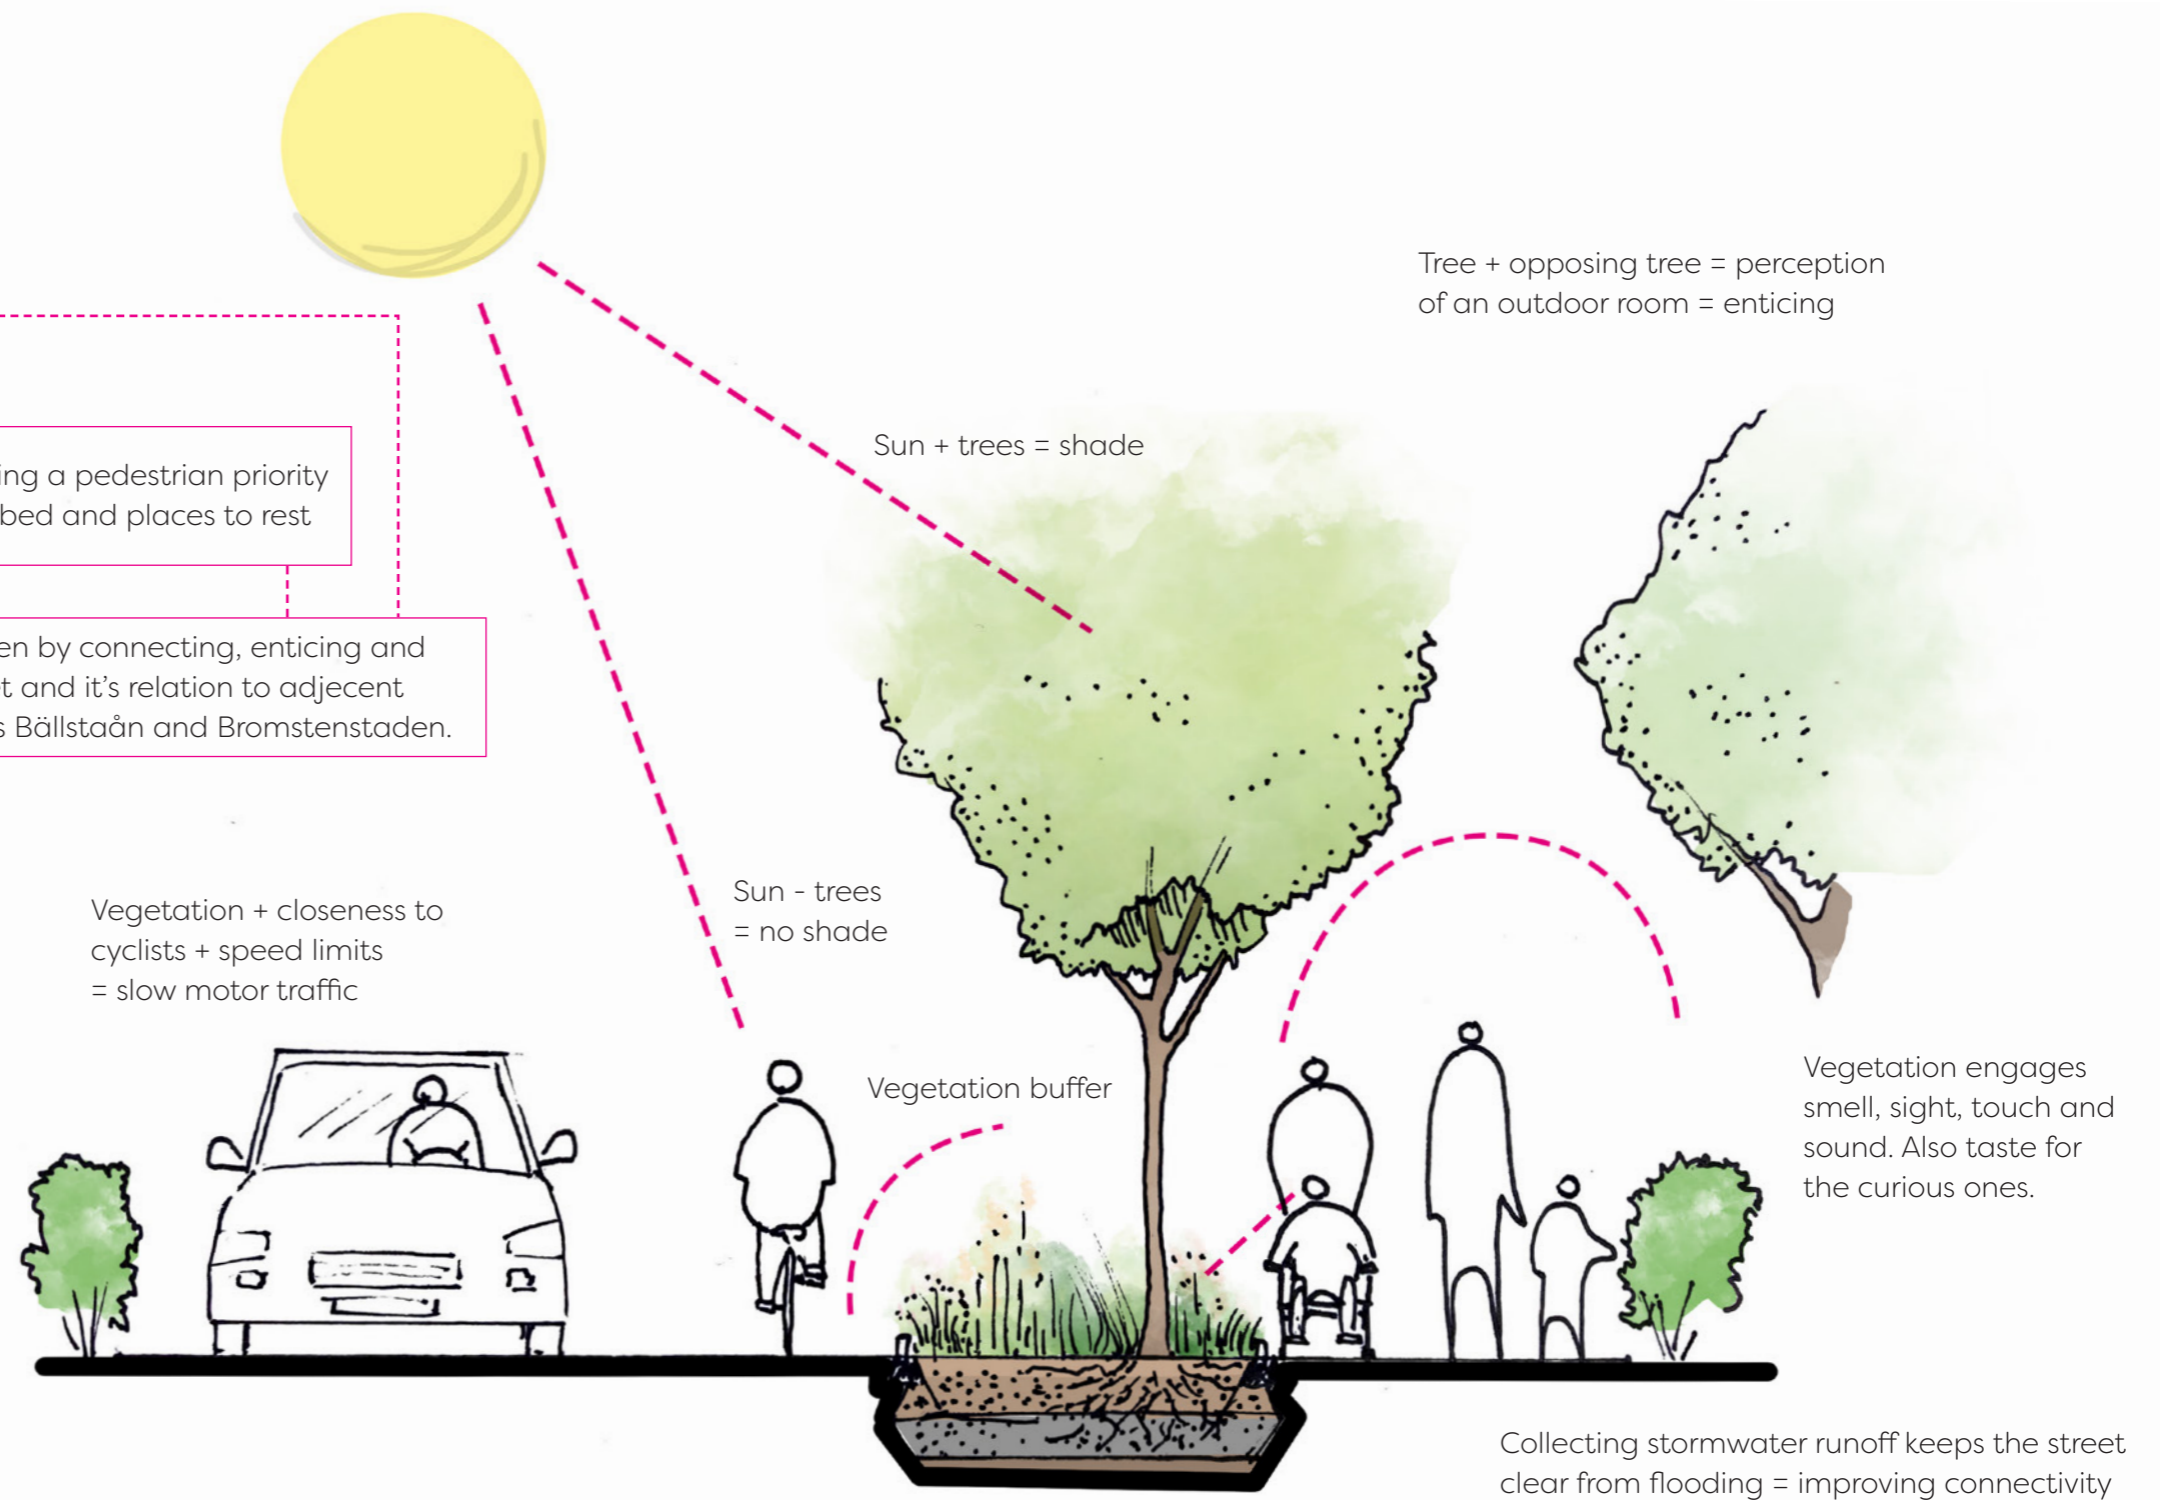 Tree + opposing tree = perception
of an outdoor room = enticing
Sun + trees = shade
ing a pedestrian priority
bed and places to rest
en by connecting, enticing and
t and it's relation to adjecent
s Bällstaån and Bromstenstaden.
Vegetation + closeness to
cyclists + speed limits
= slow motor traffic
Sun - trees
= no shade
Vegetation buffer
Vegetation engages
smell, sight, touch and
sound. Also taste for
the curious ones.
Collecting stormwater runoff keeps the street
clear from flooding = improving connectivity